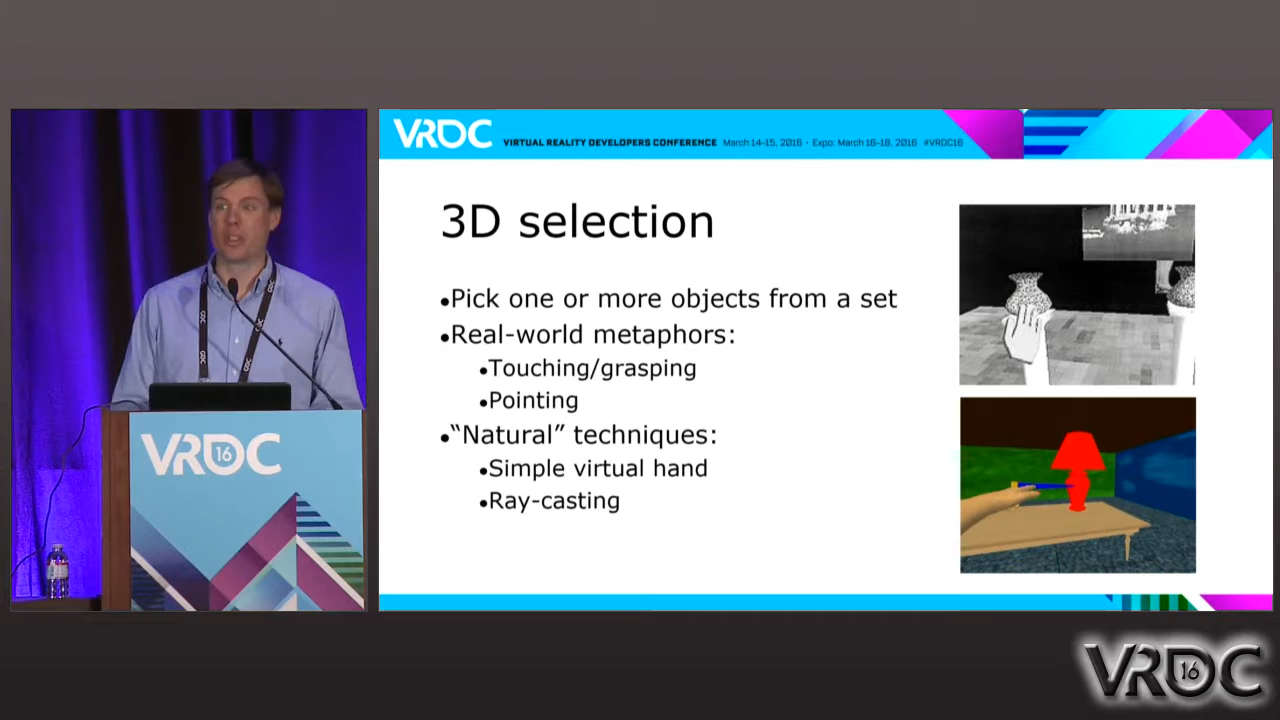 VRDC VIRTUAL REALITY DEVELOPERS CONFERENCE March 14-15, 2016 · Expo: March 16-18, 2016 #VRDC16
3D selection
•Pick one or more objects from a set
•Real-world metaphors:
•Touching/grasping
•Pointing
•“Natural” techniques:
•Simple virtual hand
•Ray-casting
VRDC 16
VRDC 16